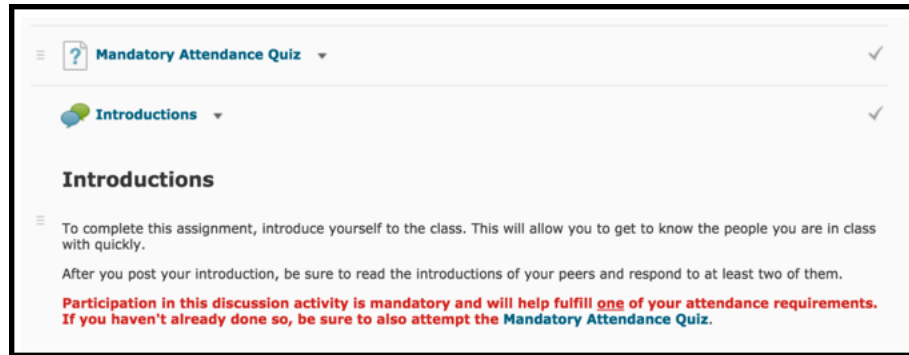 Mandatory Attendance Quiz
Introductions
Introductions
To complete this assignment, introduce yourself to the class. This will allow you to get to know the people you are in class
with quickly.
After you post your introduction, be sure to read the introductions of your peers and respond to at least two of them.
Participation in this discussion activity is mandatory and will help fulfill one of your attendance requirements.
If you haven't already done so, be sure to also attempt the Mandatory Attendance Quiz.